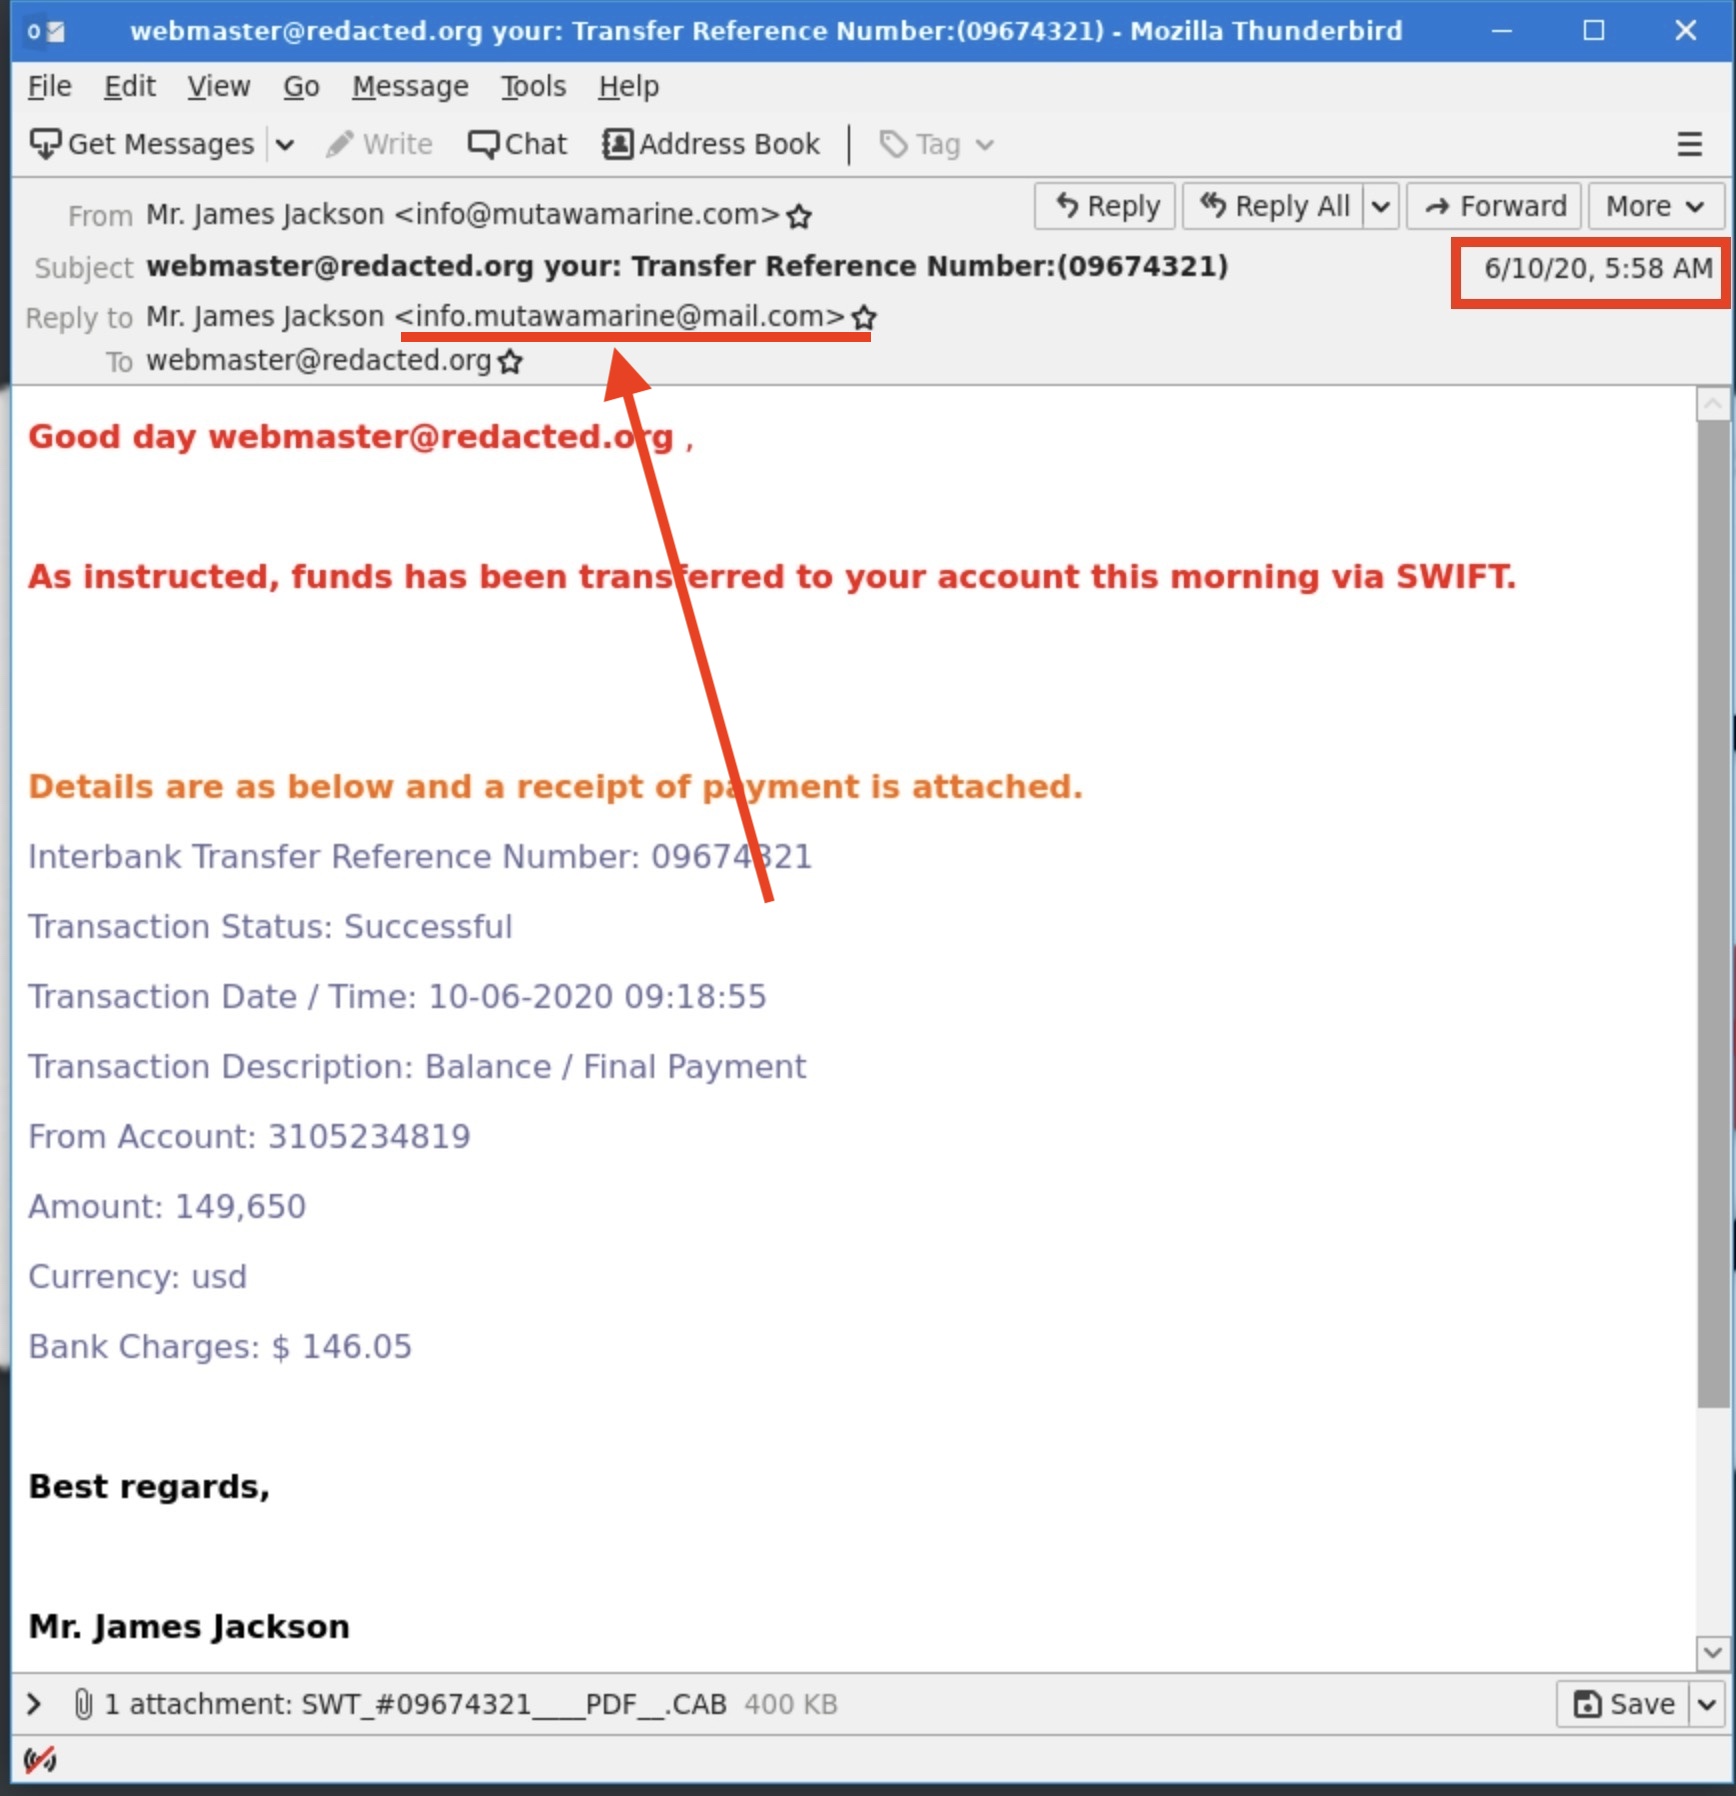 webmaster@redacted.org your: Transfer Reference Number:(09674321) - Mozilla Thunderbird
File Edit View Go Message Tools Help
Get Messages Write Chat Address Book Tag
From Mr. James Jackson <info@mutawamarine.com> Reply Reply All Forward More
Subject webmaster@redacted.org your: Transfer Reference Number:(09674321) 6/10/20, 5:58 AM
Reply to Mr. James Jackson <info.mutawamarine@mail.com>
To webmaster@redacted.org
Good day webmaster@redacted.org ,
As instructed, funds has been transferred to your account this morning via SWIFT.
Details are as below and a receipt of payment is attached.
Interbank Transfer Reference Number: 09674321
Transaction Status: Successful
Transaction Date / Time: 10-06-2020 09:18:55
Transaction Description: Balance / Final Payment
From Account: 3105234819
Amount: 149,650
Currency: usd
Bank Charges: $ 146.05
Best regards,
Mr. James Jackson
1 attachment: SWT_#09674321____PDF__.CAB 400 KB Save